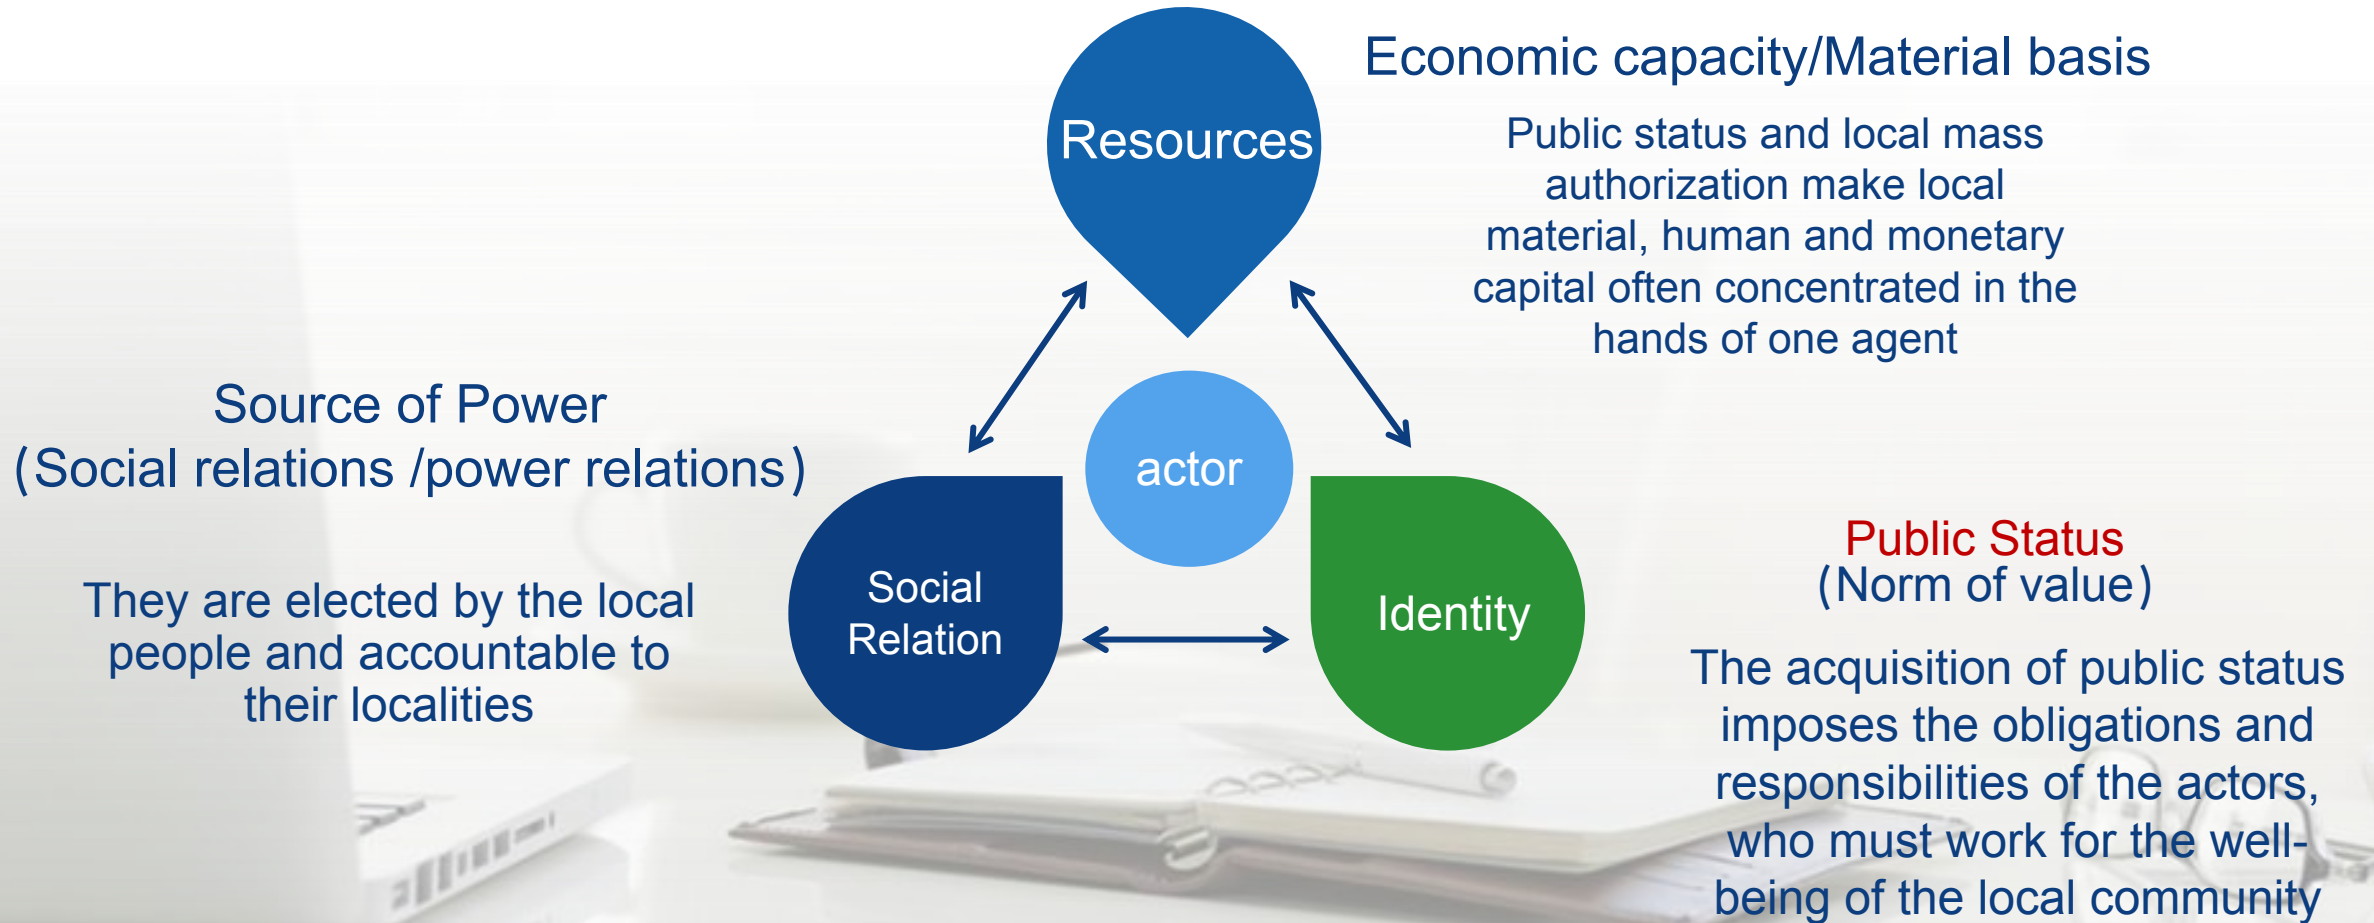 Resources
Economic capacity/Material basis
Public status and local mass
authorization make local
material, human and monetary
capital often concentrated in the
hands of one agent
Source of Power
(Social relations /power relations)
They are elected by the local
people and accountable to
their localities
actor
Social
Relation
Identity
Public Status
(Norm of value)
The acquisition of public status
imposes the obligations and
responsibilities of the actors,
who must work for the well-
being of the local community